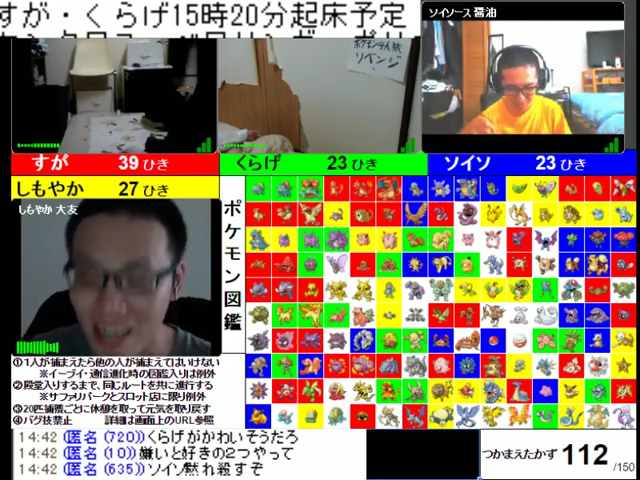 すが・くらげ15時20分起床予定
ポケモン4人旅
リベンジ
ソイソース 醤油
すが 39 ひき
くらげ 23 ひき
ソイソ 23 ひき
しもやか 27 ひき
しもやか 大友
ポケモン図鑑
①1人が捕まえたら他の人が捕まえてはいけない
※イーブイ・通信進化時の図鑑入りは例外
②殿堂入りするまで、同じルートを共に進行する
※サファリパークとスロット店に限り例外
③20匹捕獲ごとに休憩を取って元気を取り戻す
④バグ技禁止 詳細は画面上のURL参照
14:42 (匿名(720))くらげがかわいそうだろ
14:42 (匿名(10))嫌いと好きの2つやって
14:42 (匿名(635))ソイソ黙れ殺すぞ
つかまえたかず 112 /150